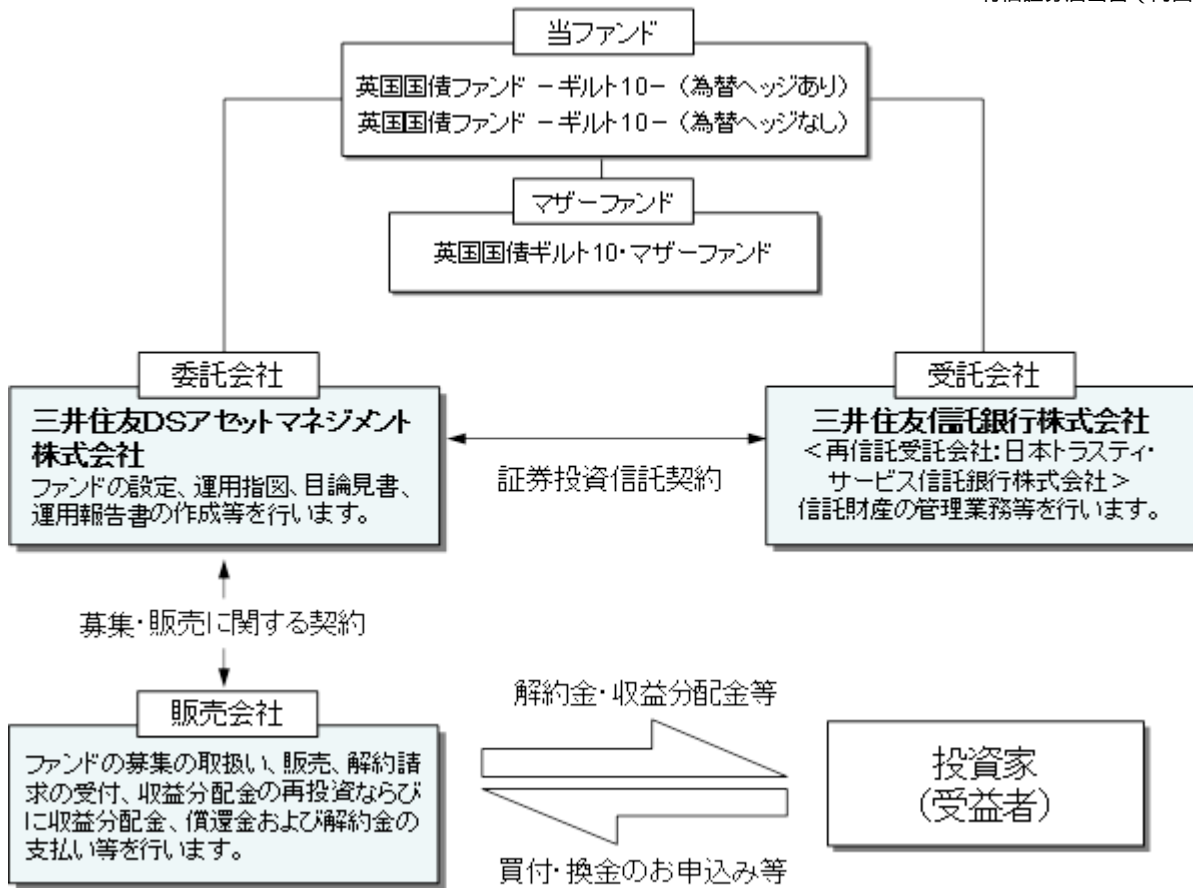 当ファンド
英国国債ファンド －ギルト10－（為替ヘッジあり）
英国国債ファンド －ギルト10－（為替ヘッジなし）
マザーファンド
英国国債ギルト10・マザーファンド
委託会社
三井住友DSアセットマネジメント
株式会社
ファンドの設定、運用指図、目論見書、
運用報告書の作成等を行います。
証券投資信託契約
受託会社
三井住友信託銀行株式会社
＜再信託受託会社：日本トラスティ・
サービス信託銀行株式会社＞
信託財産の管理業務等を行います。
募集・販売に関する契約
販売会社
ファンドの募集の取扱い、販売、解約請
求の受付、収益分配金の再投資ならび
に収益分配金、償還金および解約金の
支払い等を行います。
解約金・収益分配金等
買付・換金のお申込み等
投資家
（受益者）